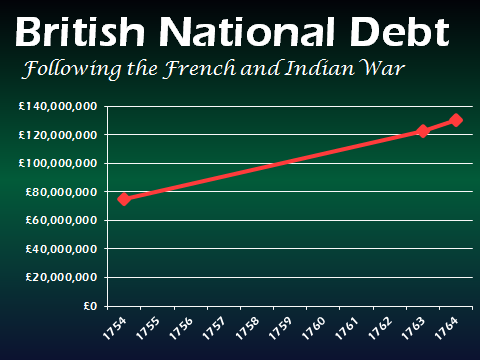 British National Debt
Following the French and Indian War
£140,000,000
£120,000,000
£100,000,000
£80,000,000
£60,000,000
£40,000,000
£20,000,000
£0
1754 1755 1756 1757 1758 1759 1760 1761 1762 1763 1764